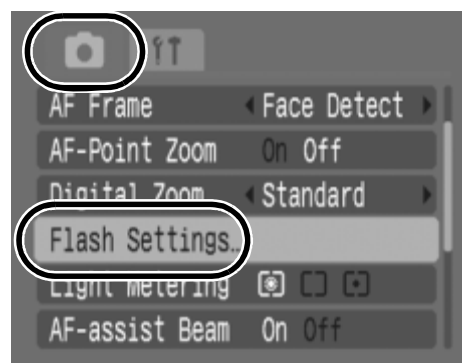 AF Frame Face Detect
AF-Point Zoom On Off
Digital Zoom Standard
Flash Settings…
Light Metering
AF-assist Beam On Off